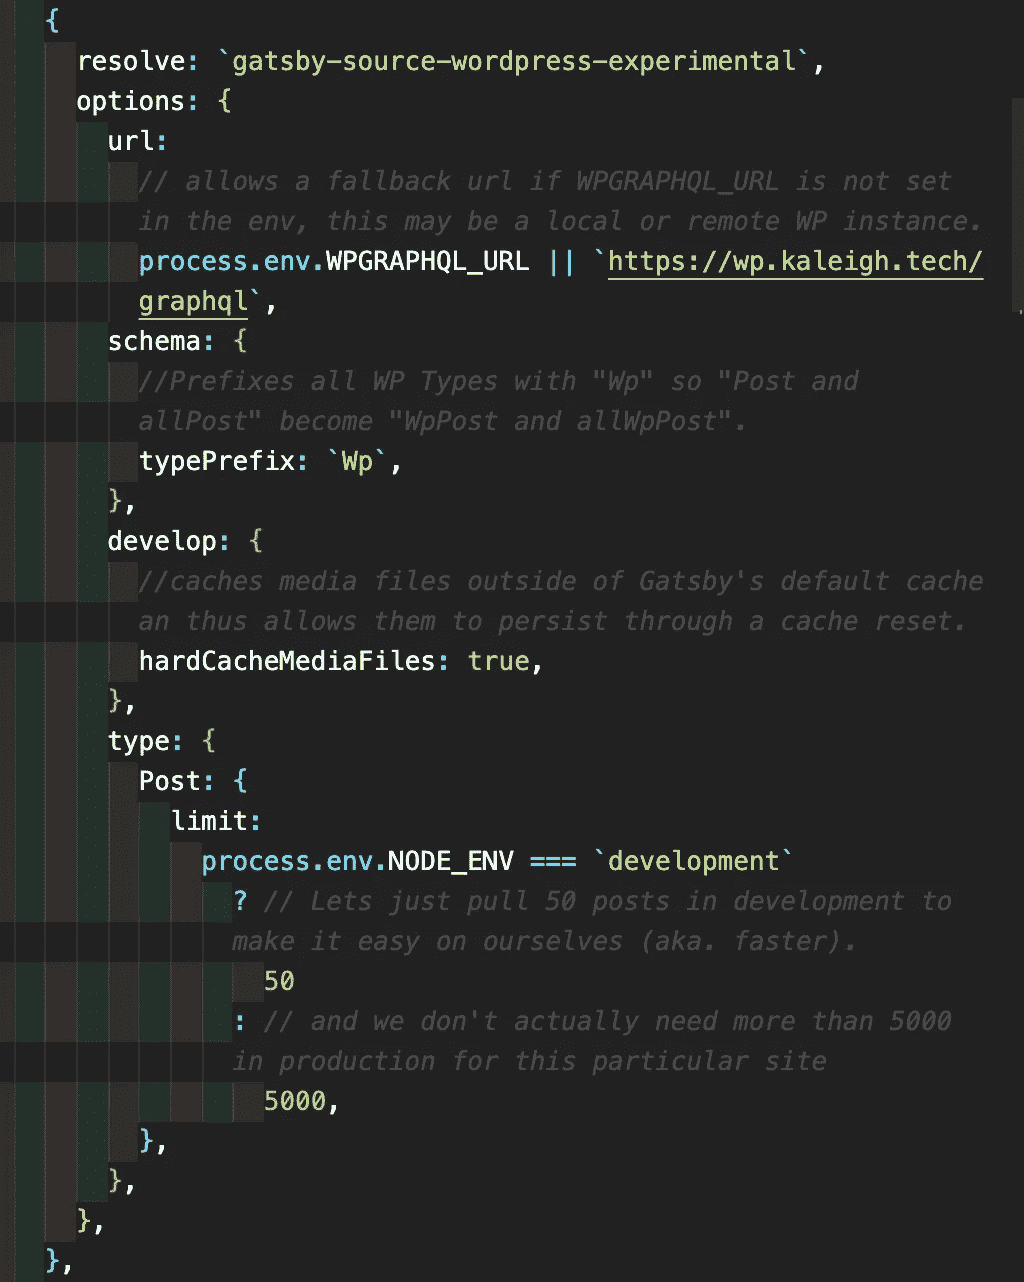 {
resolve: `gatsby-source-wordpress-experimental`,
options: {
url:
// allows a fallback url if WPGRAPHQL_URL is not set
in the env, this may be a local or remote WP instance.
process.env.WPGRAPHQL_URL || `https://wp.kaleigh.tech/
graphql`,
schema: {
//Prefixes all WP Types with "Wp" so "Post and
allPost" become "WpPost and allWpPost".
typePrefix: `Wp`,
},
develop: {
//caches media files outside of Gatsby's default cache
an thus allows them to persist through a cache reset.
hardCacheMediaFiles: true,
},
type: {
Post: {
limit:
process.env.NODE_ENV === `development`
? // Lets just pull 50 posts in development to
make it easy on ourselves (aka. faster).
50
: // and we don't actually need more than 5000
in production for this particular site
5000,
},
},
},
},